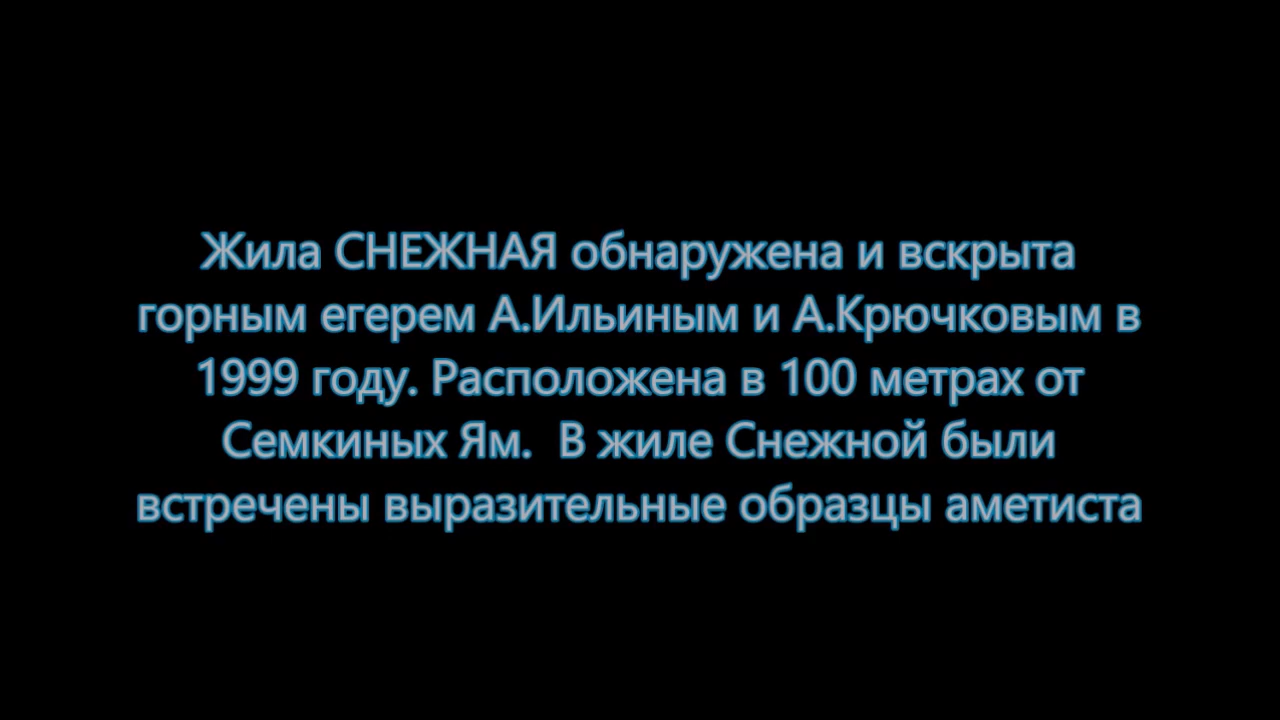 Жила СНЕЖНАЯ обнаружена и вскрыта
горным егерем А.Ильиным и А.Крючковым в
1999 году. Расположена в 100 метрах от
Семкиных Ям.  В жиле Снежной были
встречены выразительные образцы аметиста